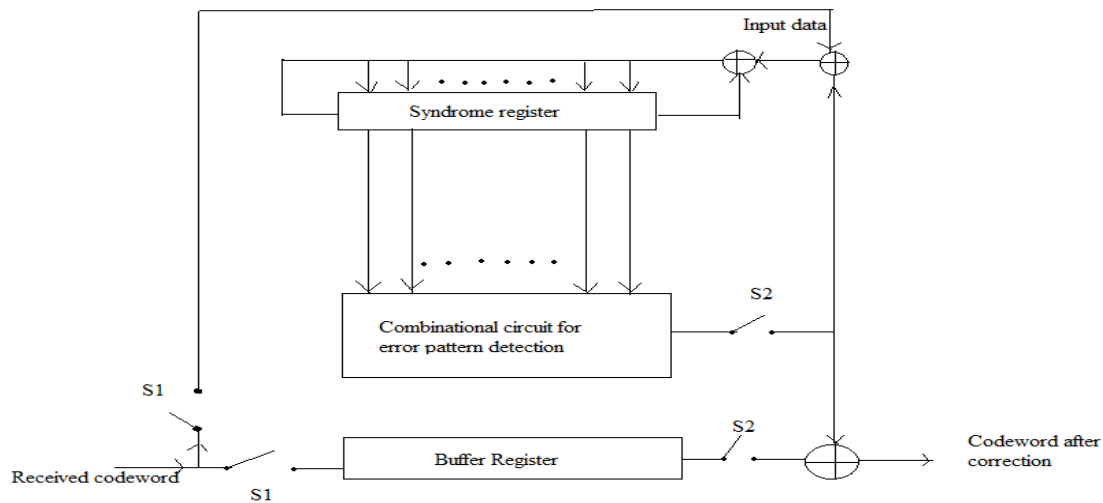 Input data
Syndrome register
S2
Combinational circuit for
error pattern detection
S1
S2
Buffer Register
Codeword after
correction
Received codeword
S1